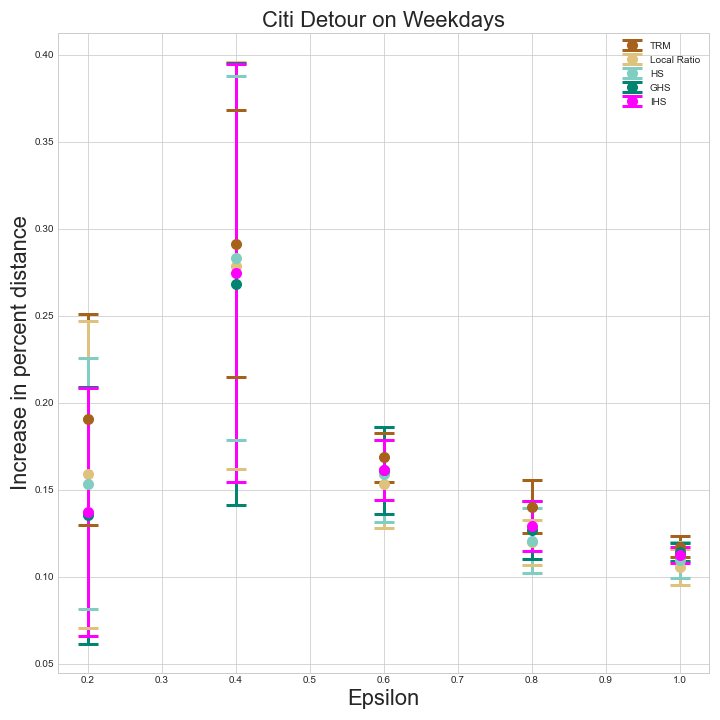 Citi Detour on Weekdays
TRM
Local Ratio
HS
GHS
IHS
Increase in percent distance
0.40
0.35
0.30
0.25
0.20
0.15
0.10
0.05
0.2
0.3
0.4
0.5
0.6
0.7
0.8
0.9
1.0
Epsilon